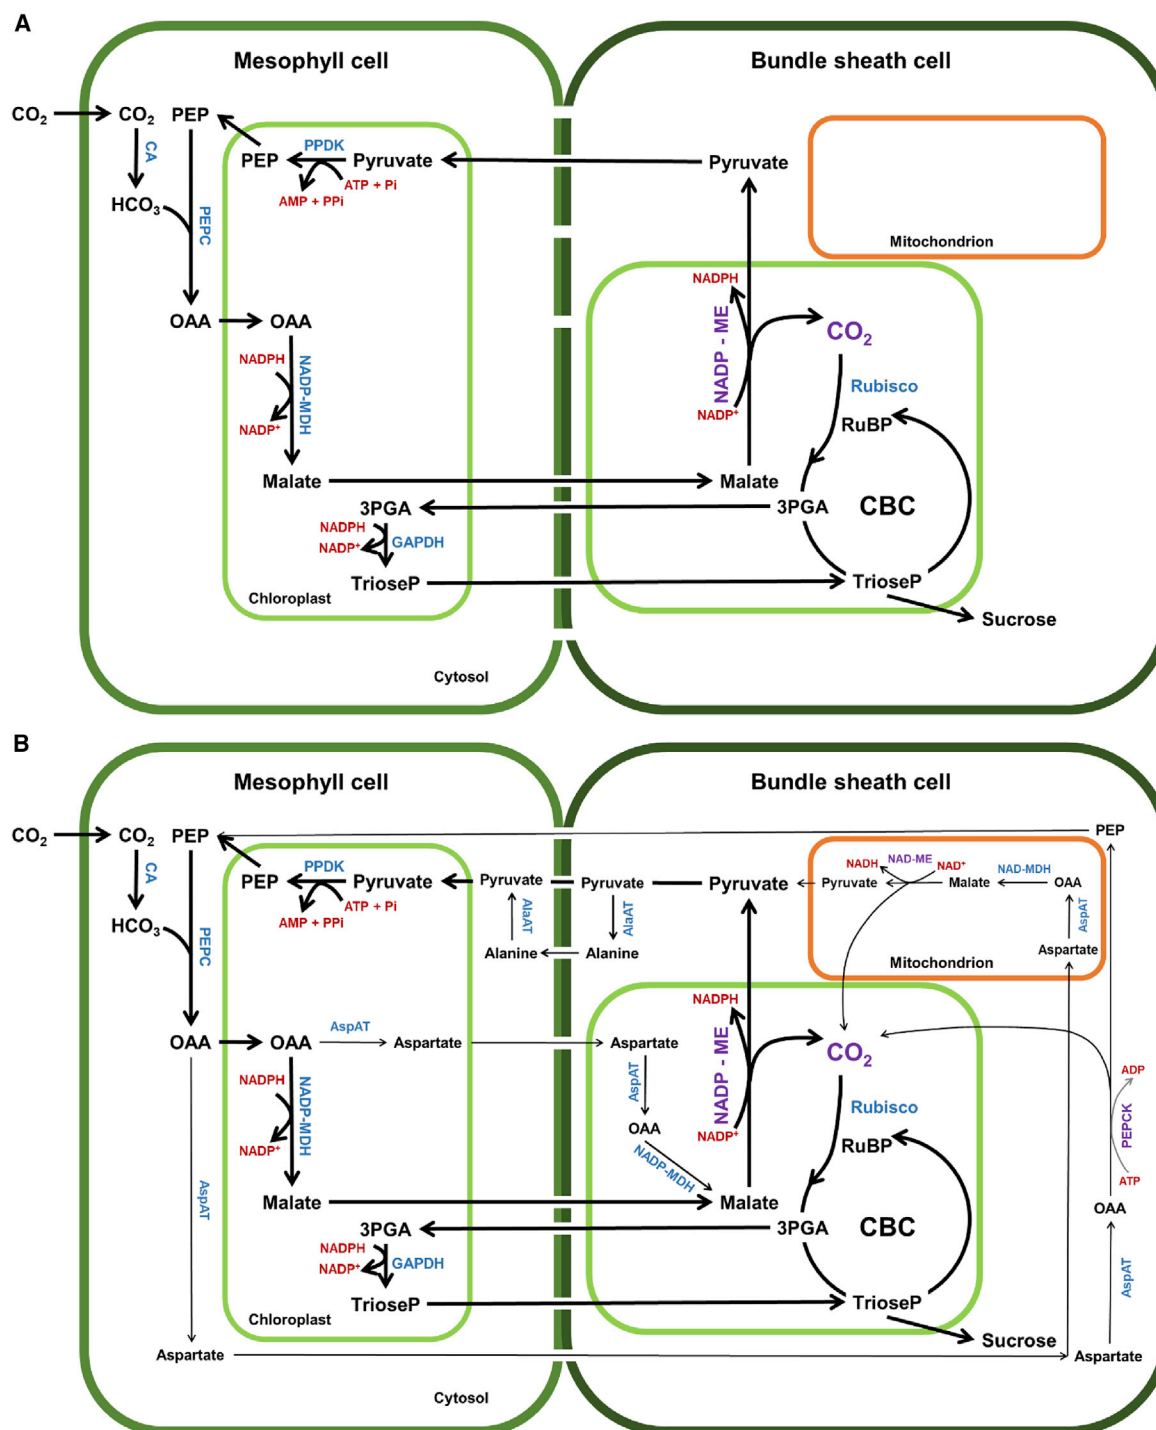 A
Mesophyll cell
Bundle sheath cell
CO2
CO2
PEP
CA
HCO3
PEPC
PEP
PPDK
Pyruvate
ATP + Pi
AMP + PPi
Pyruvate
Mitochondrion
OAA
OAA
NADPH
NADP-MDH
NADP+
Malate
NADPH
NADP - ME
NADP+
CO2
Rubisco
RuBP
Malate
3PGA
CBC
3PGA
NADPH
NADP+
GAPDH
TrioseP
TrioseP
Sucrose
Chloroplast
Cytosol
B
Mesophyll cell
Bundle sheath cell
CO2
CO2
PEP
CA
HCO3
PEPC
PEP
PPDK
Pyruvate
ATP + Pi
AMP + PPi
Pyruvate
AlaAT
Alanine
Pyruvate
AlaAT
Alanine
Pyruvate
PEP
NADH
NAD-ME
NAD+
NAD-MDH
Pyruvate
Malate
OAA
AspAT
Aspartate
Mitochondrion
OAA
OAA
AspAT
Aspartate
Aspartate
AspAT
OAA
NADP-MDH
NADPH
NADP-MDH
NADP+
Malate
NADPH
NADP - ME
NADP+
CO2
Rubisco
RuBP
Malate
3PGA
CBC
ADP
PEPCK
ATP
OAA
AspAT
AspAT
3PGA
NADPH
NADP+
GAPDH
TrioseP
TrioseP
Sucrose
Chloroplast
Aspartate
Aspartate
Cytosol